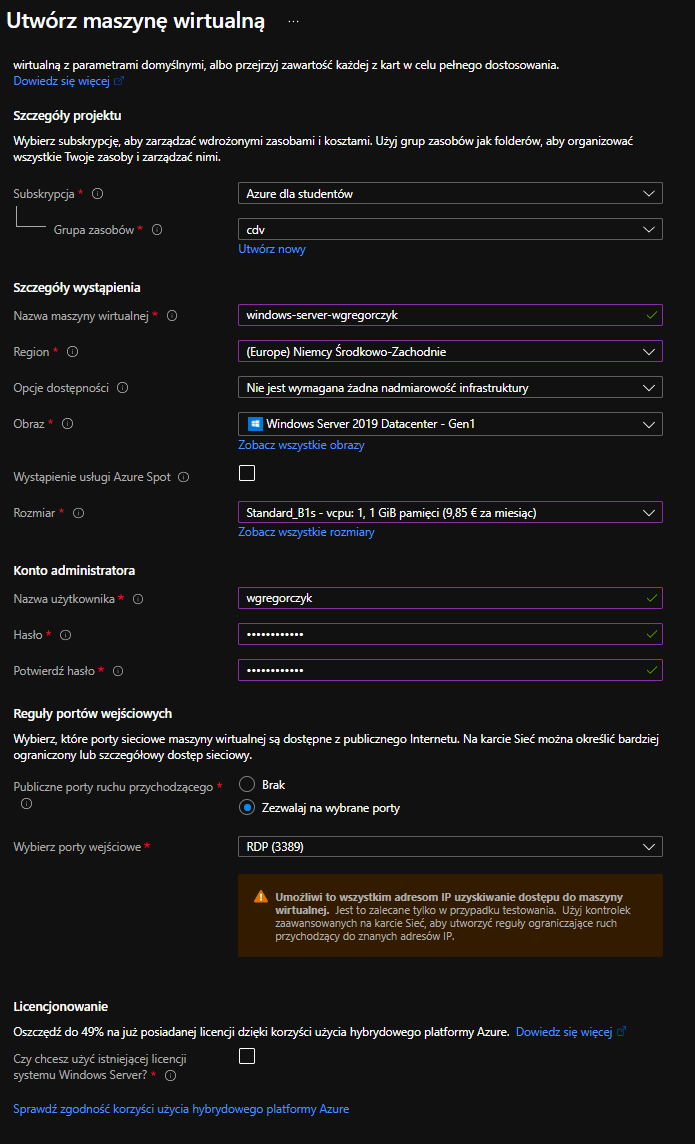 Utwórz maszynę wirtualną ...
wirtualną z parametrami domyślnymi, albo przejrzyj zawartość każdej z kart w celu pełnego dostosowania.
Dowiedz się więcej
Szczegóły projektu
Wybierz subskrypcję, aby zarządzać wdrożonymi zasobami i kosztami. Użyj grup zasobów jak folderów, aby organizować
wszystkie Twoje zasoby i zarządzać nimi.
Subskrypcja * Azure dla studentów
Grupa zasobów * cdv
Utwórz nowy
Szczegóły wystąpienia
Nazwa maszyny wirtualnej * windows-server-wgregorczyk
Region * (Europe) Niemcy Środkowo-Zachodnie
Opcje dostępności Nie jest wymagana żadna nadmiarowość infrastruktury
Obraz * Windows Server 2019 Datacenter - Gen1
Zobacz wszystkie obrazy
Wystąpienie usługi Azure Spot
Rozmiar * Standard_B1s - vcpu: 1, 1 GiB pamięci (9,85 € za miesiąc)
Zobacz wszystkie rozmiary
Konto administratora
Nazwa użytkownika * wgregorczyk
Hasło * ••••••••••••
Potwierdź hasło * ••••••••••••
Reguły portów wejściowych
Wybierz, które porty sieciowe maszyny wirtualnej są dostępne z publicznego Internetu. Na karcie Sieć można określić bardziej
ograniczony lub szczegółowy dostęp sieciowy.
Publiczne porty ruchu przychodzącego * Brak
Zezwalaj na wybrane porty
Wybierz porty wejściowe * RDP (3389)
Umożliwi to wszystkim adresom IP uzyskiwanie dostępu do maszyny
wirtualnej. Jest to zalecane tylko w przypadku testowania. Użyj kontrolek
zaawansowanych na karcie Sieć, aby utworzyć reguły ograniczające ruch
przychodzący do znanych adresów IP.
Licencjonowanie
Oszczędź do 49% na już posiadanej licencji dzięki korzyści użycia hybrydowego platformy Azure. Dowiedz się więcej
Czy chcesz użyć istniejącej licencji
systemu Windows Server? *
Sprawdź zgodność korzyści użycia hybrydowego platformy Azure